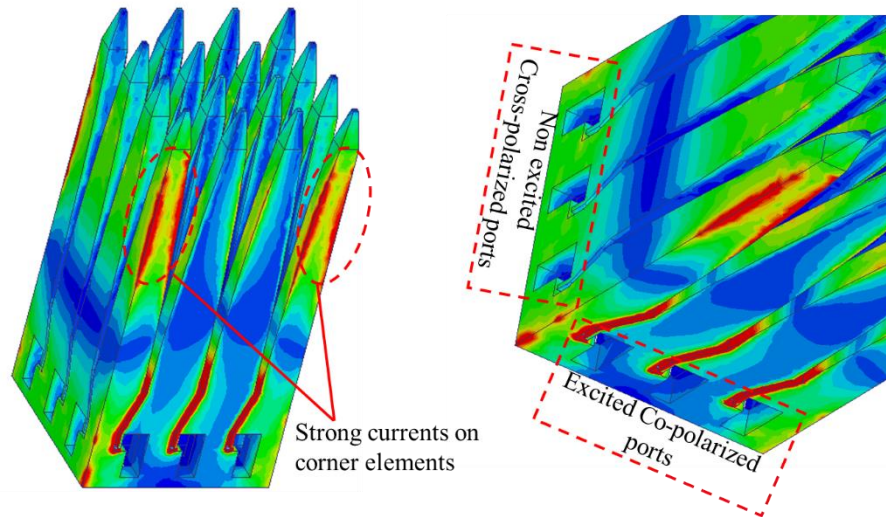 Strong currents on
corner elements
Non excited
Cross-polarized ports
Excited Co-polarized
ports